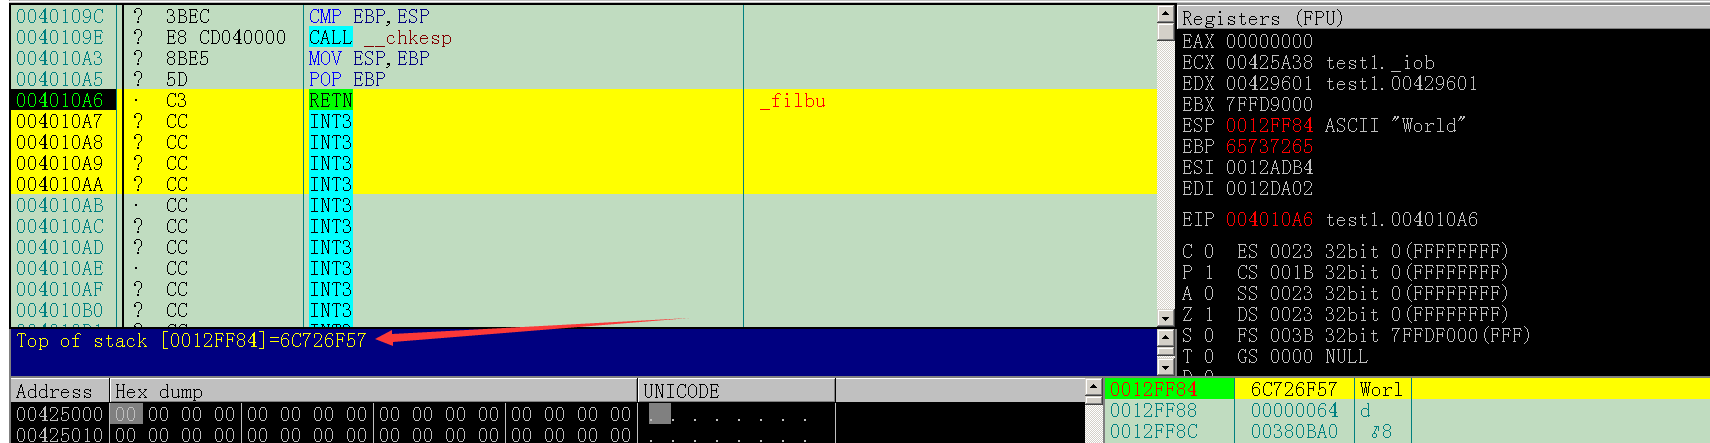 0040109C ? 3BEC CMP EBP,ESP
0040109E ? E8 CD040000 CALL __chkesp
004010A3 ? 8BE5 MOV ESP,EBP
004010A5 ? 5D POP EBP
004010A6 . C3 RETN _filbu
004010A7 ? CC INT3
004010A8 ? CC INT3
004010A9 ? CC INT3
004010AA ? CC INT3
004010AB . CC INT3
004010AC ? CC INT3
004010AD ? CC INT3
004010AE . CC INT3
004010AF ? CC INT3
004010B0 ? CC INT3
Top of stack [0012FF84]=6C726F57
Registers (FPU)
EAX 00000000
ECX 00425A38 test1._iob
EDX 00429601 test1.00429601
EBX 7FFD9000
ESP 0012FF84 ASCII "World"
EBP 65737265
ESI 0012ADB4
EDI 0012DA02
EIP 004010A6 test1.004010A6
C 0 ES 0023 32bit 0(FFFFFFFF)
P 1 CS 001B 32bit 0(FFFFFFFF)
A 0 SS 0023 32bit 0(FFFFFFFF)
Z 1 DS 0023 32bit 0(FFFFFFFF)
S 0 FS 003B 32bit 7FFDF000(FFF)
T 0 GS 0000 NULL
Address Hex dump UNICODE
00425000 00 00 00 00 00 00 00 00 00 00 00 00 00 00 00 00 . . . . . . . .
00425010 00 00 00 00 00 00 00 00 00 00 00 00 00 00 00 00 . . . . . . . .
0012FF84 6C726F57 Worl
0012FF88 00000064 d
0012FF8C 00380BA0 ♂8